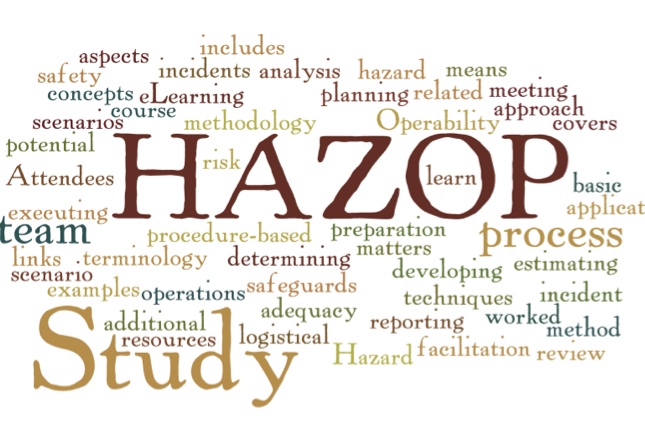 includes
aspects
safety incidents analysis hazard means
concepts eLearning planning related meeting
course approach
scenarios methodology Operability covers
potential
HAZOP
risk
Attendees learn basic
executing applicat
team procedure-based preparation process
links terminology determining matters
scenario developing estimating
examples operations safeguards
techniques incident
adequacy
Study
additional reporting worked
resources logistical method
Hazard facilitation review